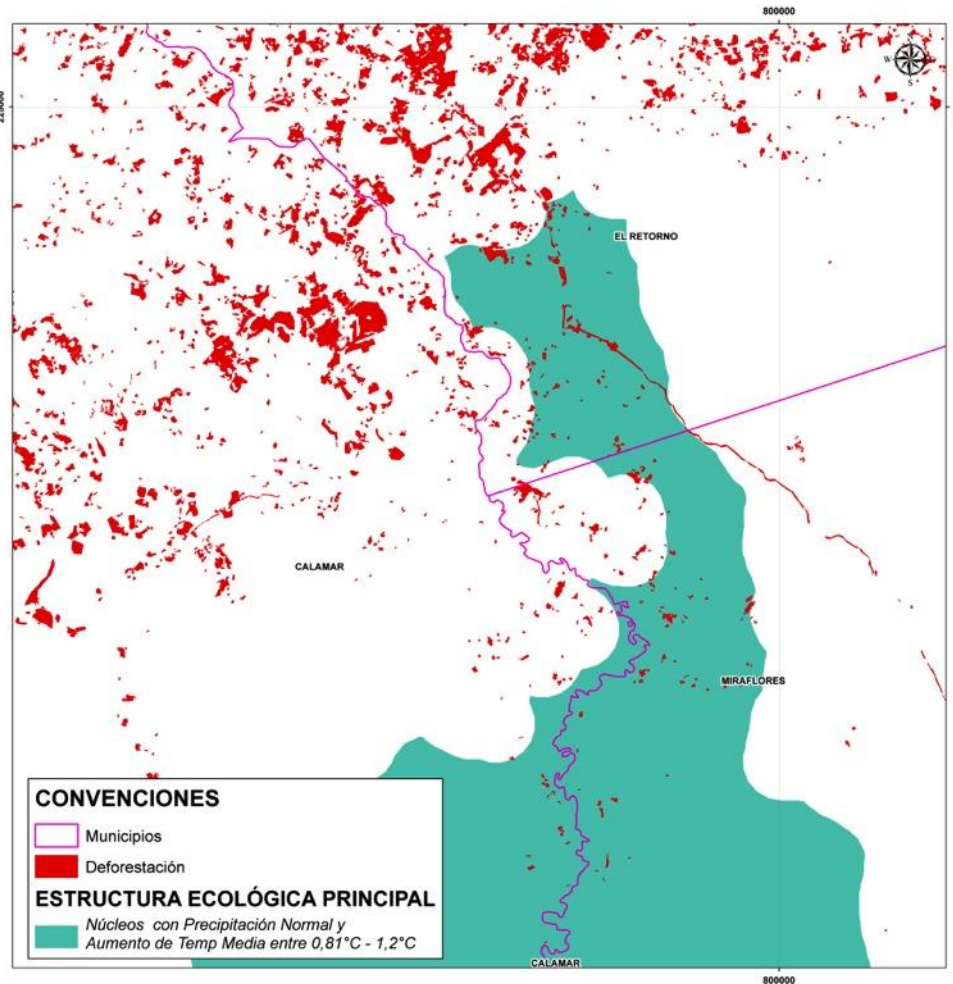 800000
225000
W
S
EL RETORNO
CALAMAR
MIRAFLORES
CONVENCIONES
Municipios
Deforestación
ESTRUCTURA ECOLÓGICA PRINCIPAL
Núcleos con Precipitación Normal y
Aumento de Temp Media entre 0,81°C - 1,2°C
CALAMAR
800000